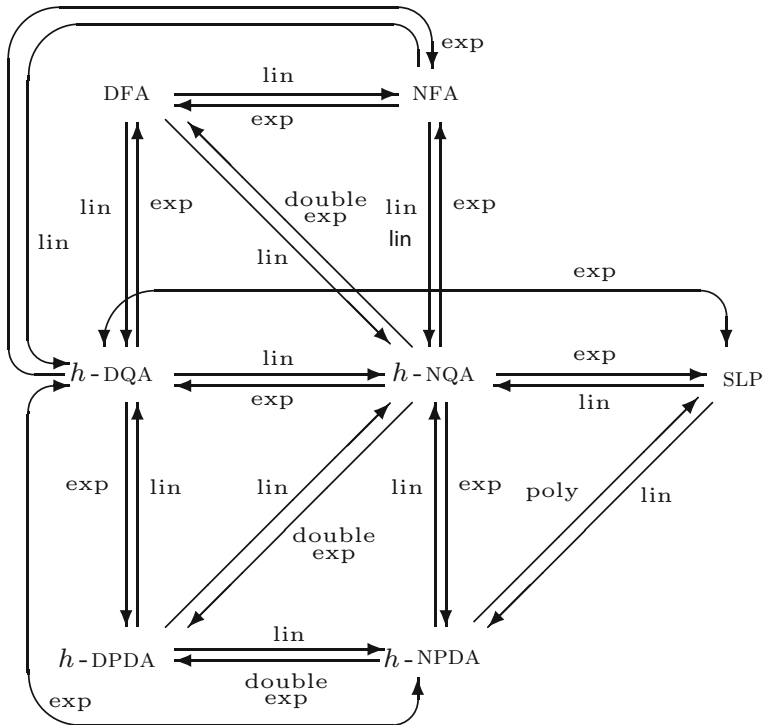 exp
lin
DFA
NFA
exp
double
exp
lin
exp
lin
exp
lin
lin
lin
exp
lin
exp
h-DQA
h-NQA
SLP
exp
lin
exp
lin
lin
lin
exp
poly
lin
double
exp
lin
h-DPDA
h-NPDA
double
exp
exp